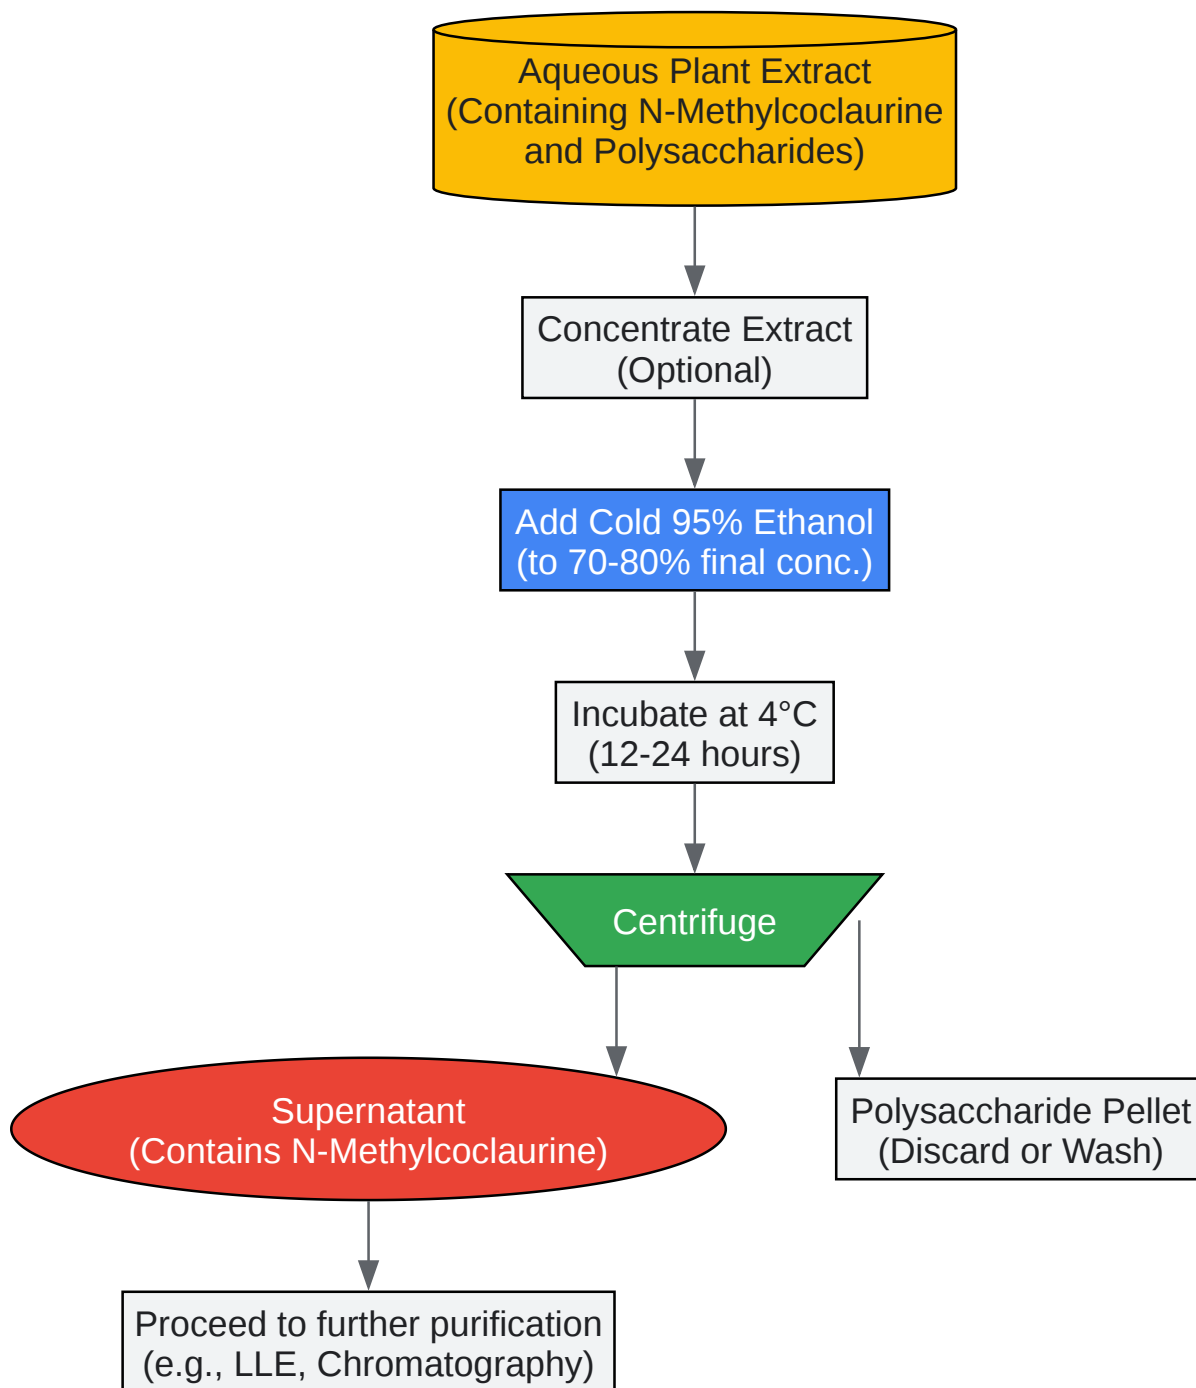 Aqueous Plant Extract
(Containing N-Methylcoclaurine
and Polysaccharides)
Concentrate Extract
(Optional)
Add Cold 95% Ethanol
(to 70-80% final conc.)
Incubate at 4°C
(12-24 hours)
Centrifuge
Supernatant
(Contains N-Methylcoclaurine)
Polysaccharide Pellet
(Discard or Wash)
Proceed to further purification
(e.g., LLE, Chromatography)